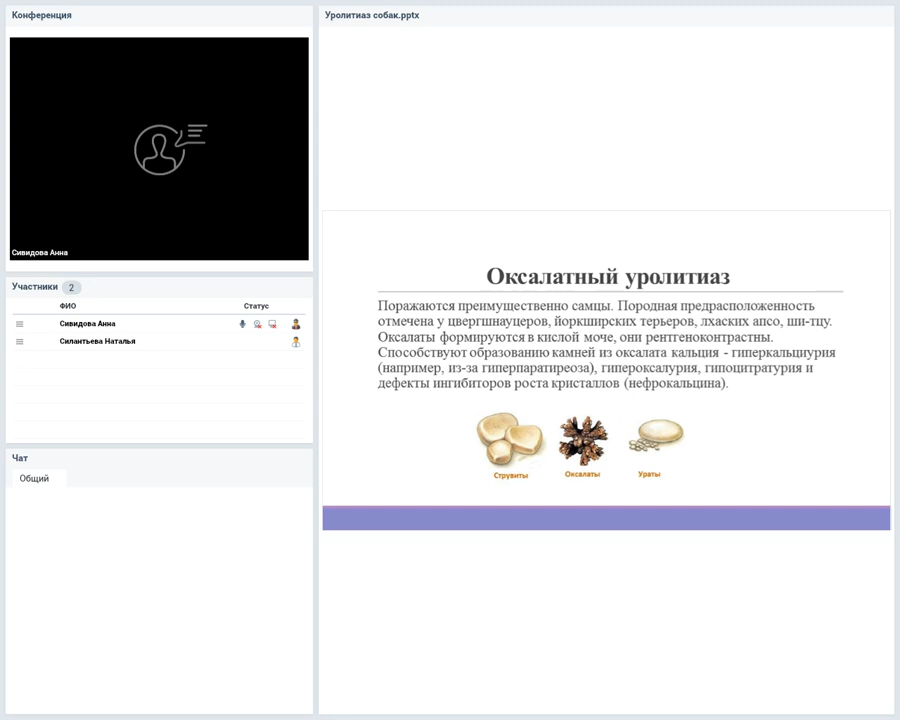 Конференция
Сивидова Анна
Участники 2
ФИО Статус
Сивидова Анна
Силантьева Наталья
Чат
Общий
Уролитиаз собак.pptx
Оксалатный уролитиаз
Поражаются преимущественно самцы. Породная предрасположенность
отмечена у цвергшнауцеров, йоркширских терьеров, лхаских апсо, ши-тцу.
Оксалаты формируются в кислой моче, они рентгеноконтрастны.
Способствуют образованию камней из оксалата кальция - гиперкальциурия
(например, из-за гиперпаратиреоза), гипероксалурия, гипоцитратурия и
дефекты ингибиторов роста кристаллов (нефрокальцина).
Струвиты Оксалаты Ураты